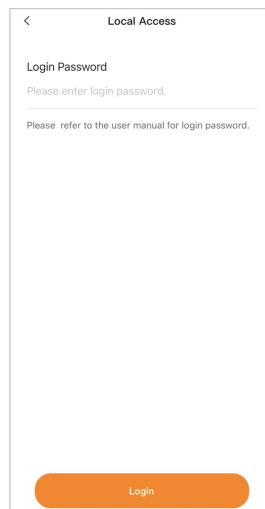 Local Access
Login Password
Please enter login password.
Please refer to the user manual for login password.
Login